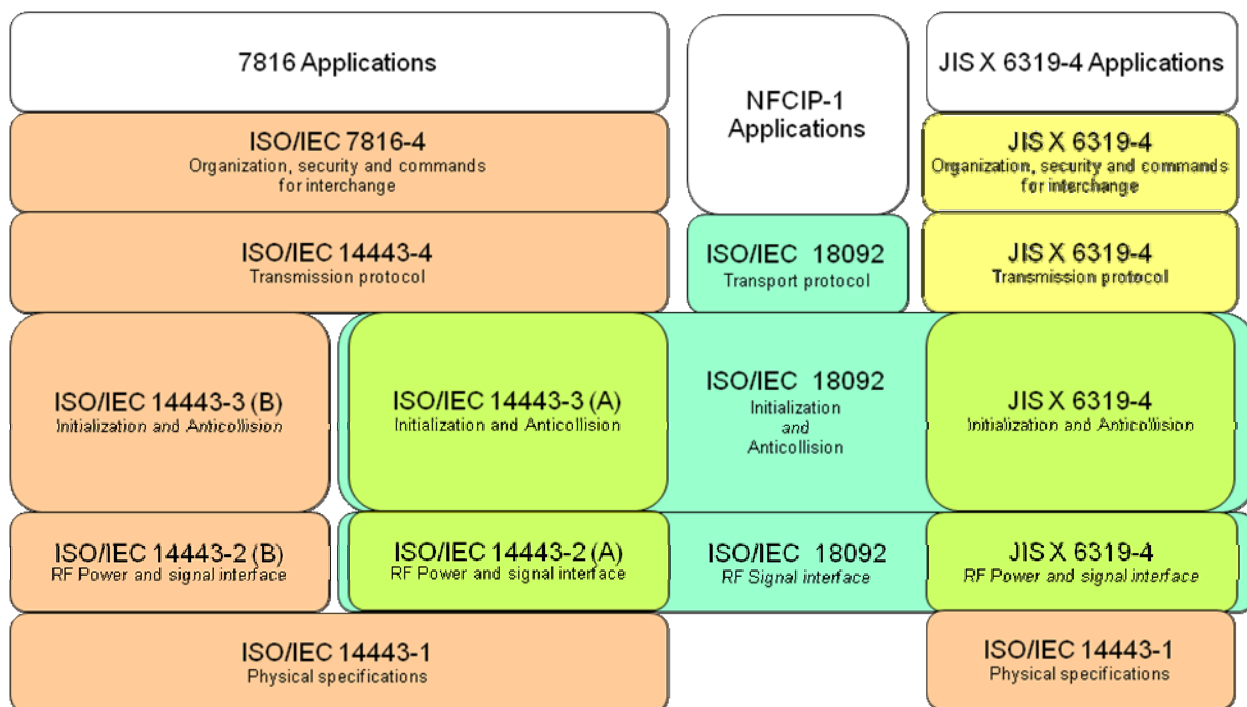 7816 Applications
NFCIP-1
Applications
JIS X 6319-4 Applications
ISO/IEC 7816-4
Organization, security and commands
for interchange
JIS X 6319-4
Organization, security and commands
for interchange
ISO/IEC 14443-4
Transmission protocol
ISO/IEC 18092
Transport protocol
JIS X 6319-4
Transmission protocol
ISO/IEC 14443-3 (B)
Initialization and Anticollision
ISO/IEC 14443-3 (A)
Initialization and Anticollision
ISO/IEC 18092
Initialization
and
Anticollision
JIS X 6319-4
Initialization and Anticollision
ISO/IEC 14443-2 (B)
RF Power and signal interface
ISO/IEC 14443-2 (A)
RF Power and signal interface
ISO/IEC 18092
RF Signal interface
JIS X 6319-4
RF Power and signal interface
ISO/IEC 14443-1
Physical specifications
ISO/IEC 14443-1
Physical specifications